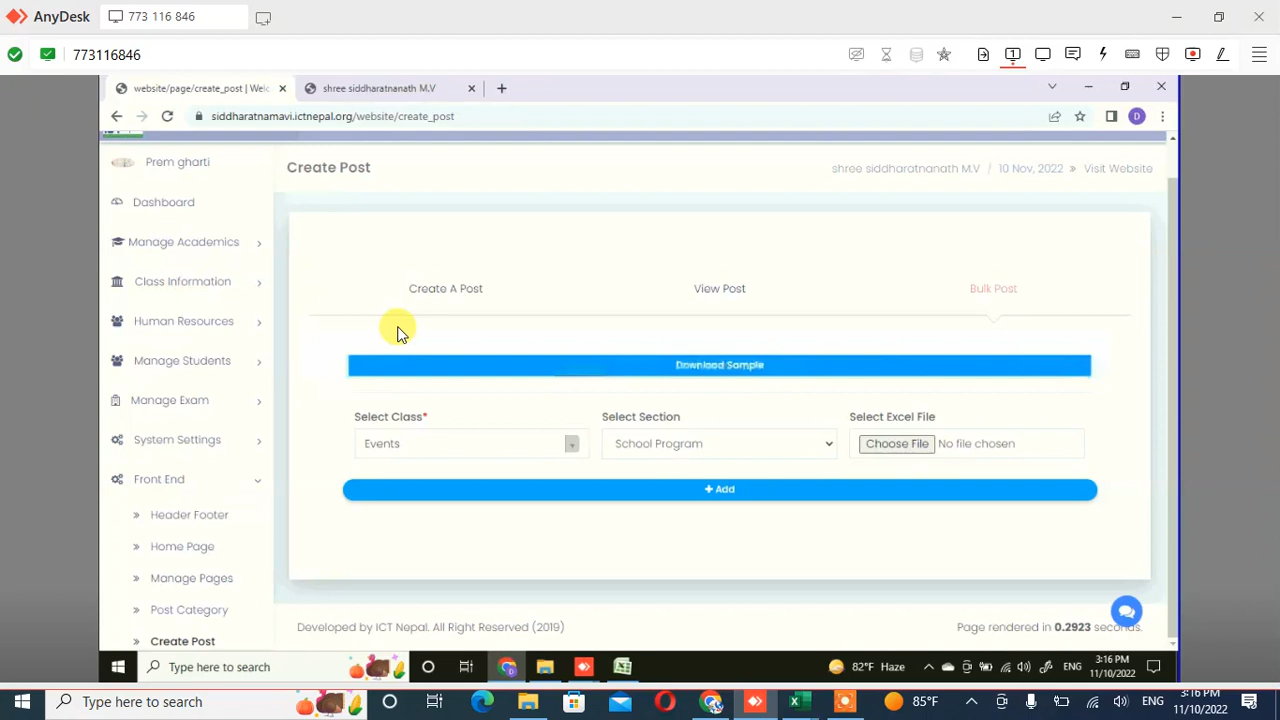 AnyDesk
773 116 846
773116846
website/page/create_post | Welc
shree siddharatnanath M.V
siddharatnamavi.ictnepal.org/website/create_post
Prem gharti
Create Post
shree siddharatnanath M.V / 10 Nov, 2022 » Visit Website
Dashboard
Manage Academics
Class Information
Human Resources
Manage Students
Manage Exam
System Settings
Front End
» Header Footer
» Home Page
» Manage Pages
» Post Category
» Create Post
Create A Post
View Post
Bulk Post
Download Sample
Select Class*
Select Section
Select Excel File
Events
School Program
Choose File No file chosen
+ Add
Developed by ICT Nepal. All Right Reserved (2019)
Page rendered in 0.2923 seconds.
Type here to search
82°F Haze
ENG
3:16 PM
11/10/2022
Type here to search
85°F
ENG
3:16 PM
11/10/2022